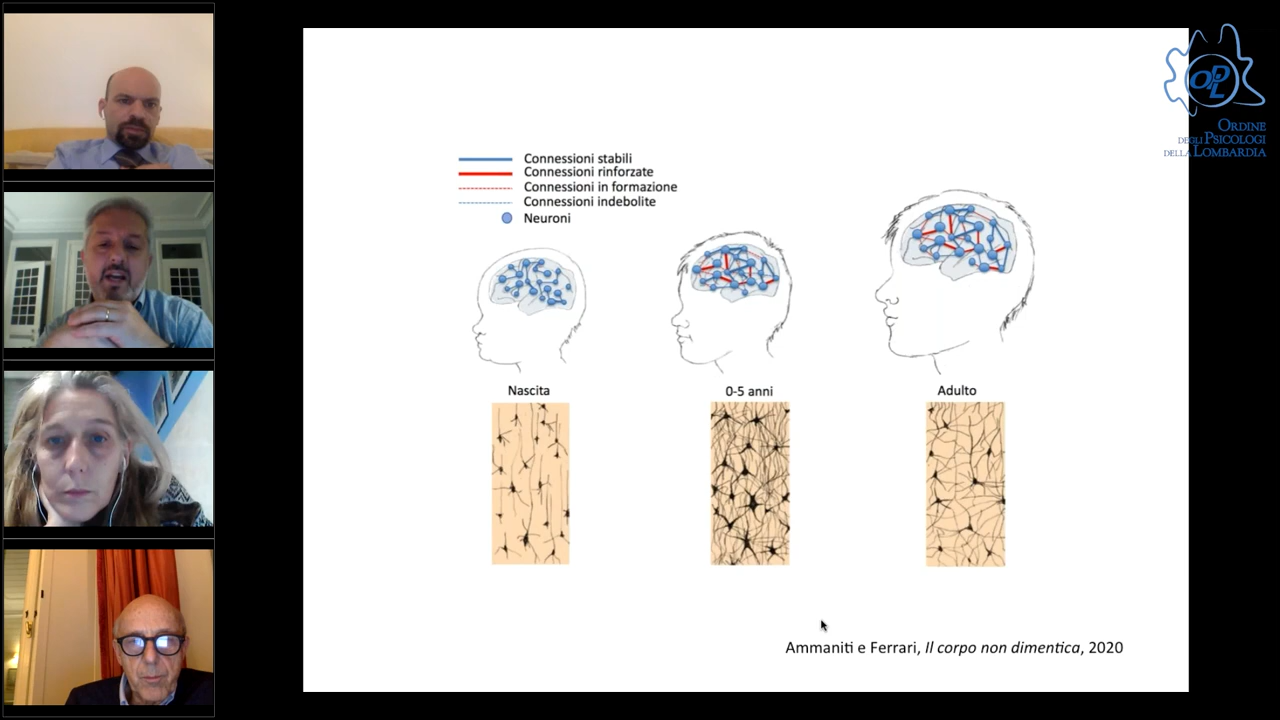 ODPL
ORDINE
DEGLI PSICOLOGI
DELLA LOMBARDIA
Connessioni stabili
Connessioni rinforzate
Connessioni in formazione
Connessioni indebolite
Neuroni
Nascita
0-5 anni
Adulto
Ammaniti e Ferrari, Il corpo non dimentica, 2020